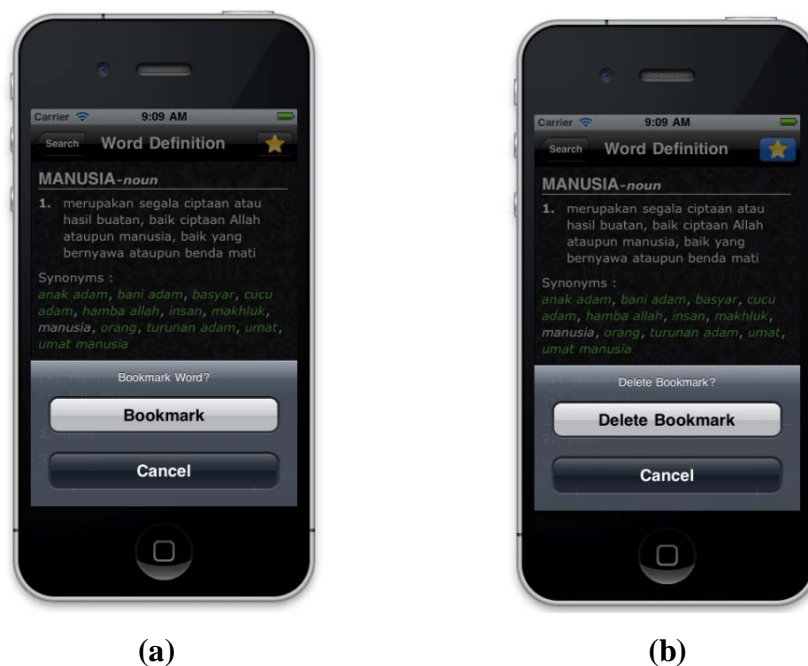 Carrier 9:09 AM
Search Word Definition
MANUSIA-noun
1. merupakan segala ciptaan atau
hasil buatan, baik ciptaan Allah
ataupun manusia, baik yang
bernyawa ataupun benda mati
Synonyms :
anak adam, bani adam, basyar, cucu
adam, hamba allah, insan, makhluk,
manusia, orang, turunan adam, umat,
umat manusia
Bookmark Word?
Bookmark
Cancel
(a)
Carrier 9:09 AM
Search Word Definition
MANUSIA-noun
1. merupakan segala ciptaan atau
hasil buatan, baik ciptaan Allah
ataupun manusia, baik yang
bernyawa ataupun benda mati
Synonyms :
anak adam, bani adam, basyar, cucu
adam, hamba allah, insan, makhluk,
manusia, orang, turunan adam, umat,
umat manusia
Delete Bookmark?
Delete Bookmark
Cancel
(b)